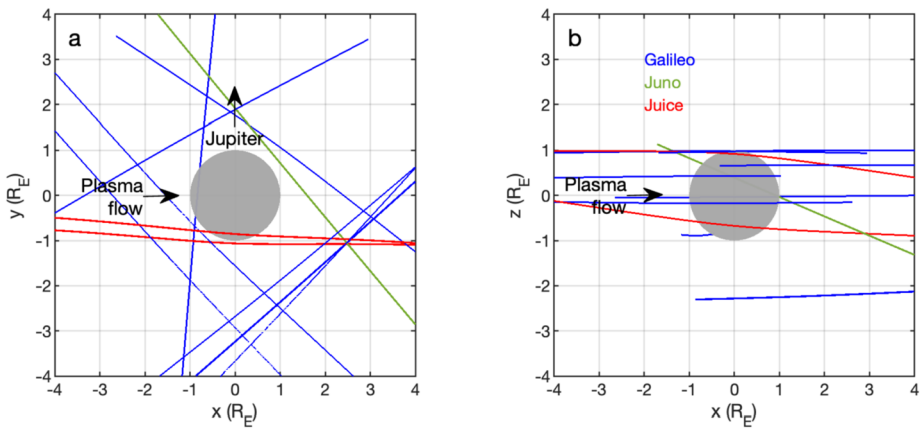 a
Jupiter
Plasma
flow
4
3
2
1
0
-1
-2
-3
-4
y (R_E)
-4 -3 -2 -1 0 1 2 3 4
x (R_E)
b
Galileo
Juno
Juice
Plasma
flow
4
3
2
1
0
-1
-2
-3
-4
z (R_E)
-4 -3 -2 -1 0 1 2 3 4
x (R_E)